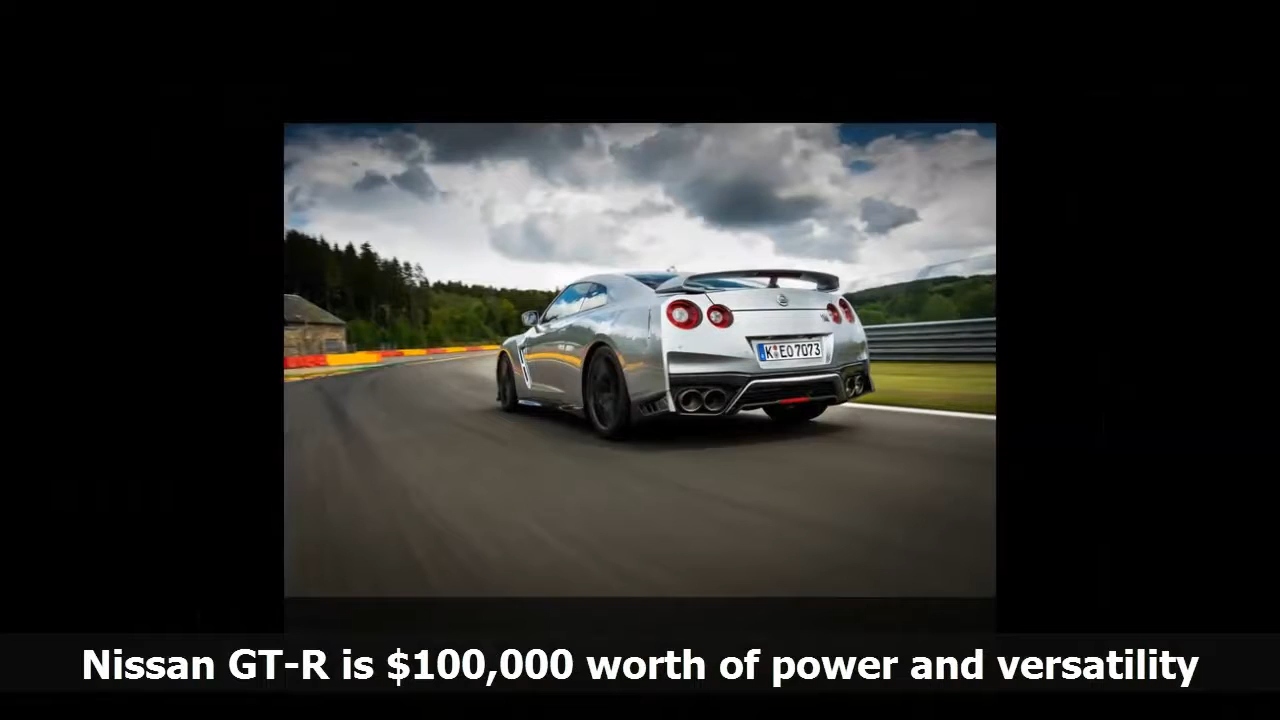 K EO 7073
Nissan GT-R is $100,000 worth of power and versatility